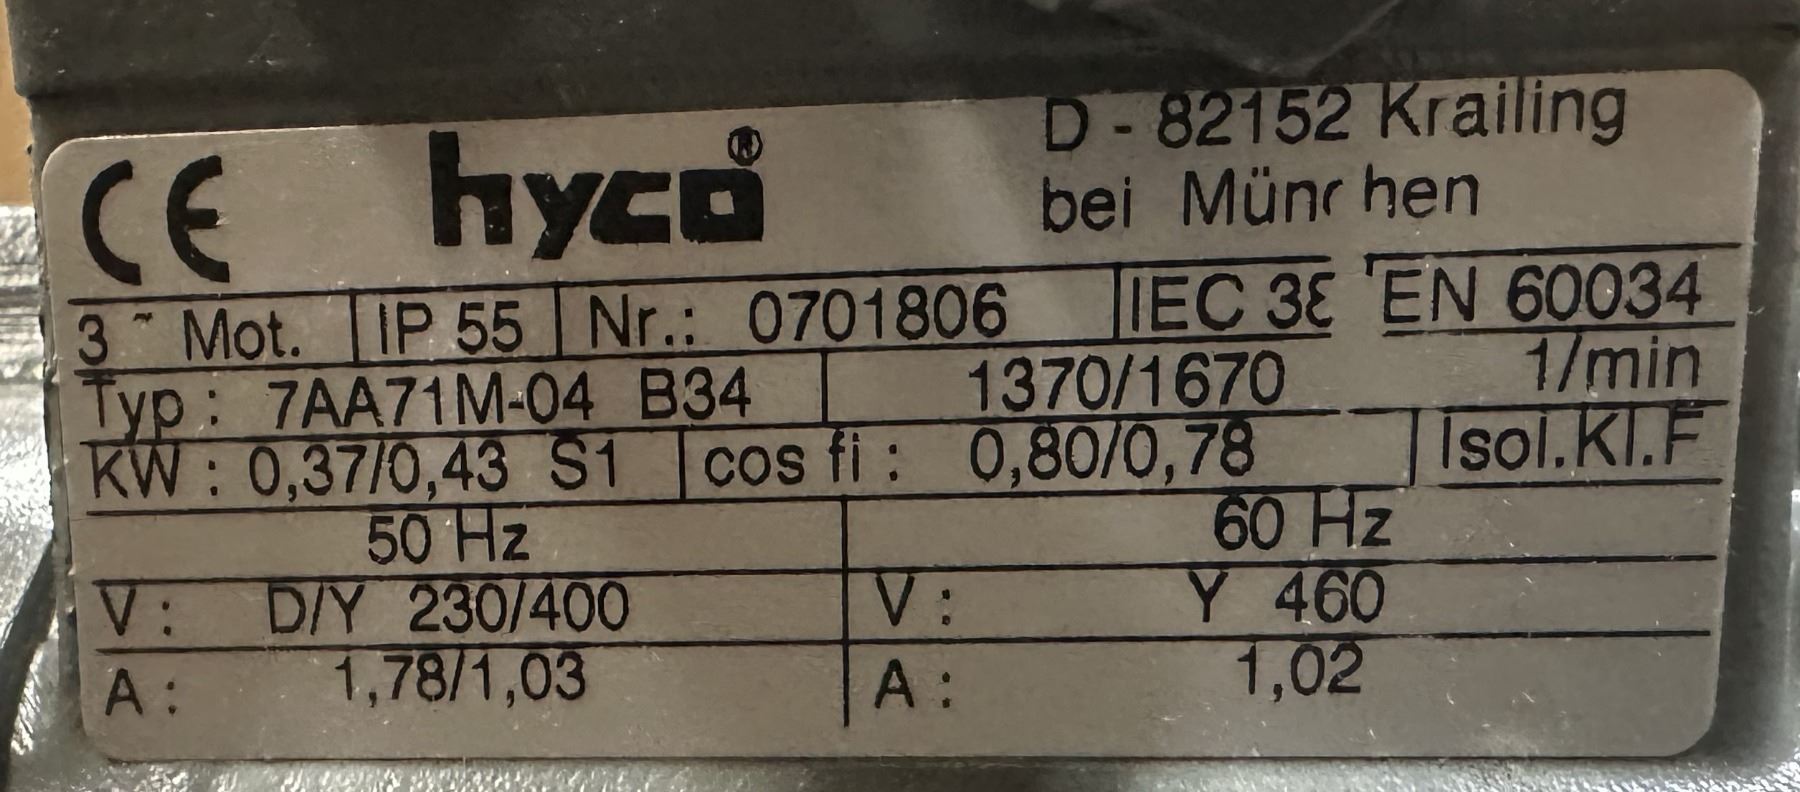 CE hyco® D - 82152 Krailing
bei München
3 ~ Mot. IP 55 Nr.: 0701806 IEC EN 60034
Typ : 7AA71M-04 B34 1370/1670 1/min
KW : 0,37/0,43 S1 cos fi : 0,80/0,78 Isol.Kl.F
50 Hz 60 Hz
V : D/Y 230/400 V : Y 460
A : 1,78/1,03 A : 1,02